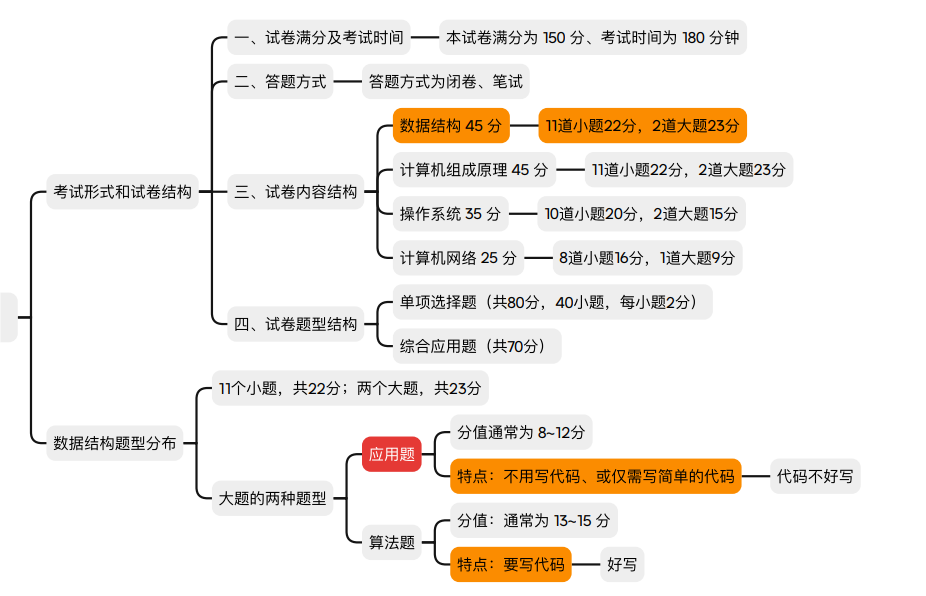 考试形式和试卷结构
一、试卷满分及考试时间
本试卷满分为 150 分、考试时间为 180 分钟
二、答题方式
答题方式为闭卷、笔试
三、试卷内容结构
数据结构 45 分
11道小题22分，2道大题23分
计算机组成原理 45 分
11道小题22分，2道大题23分
操作系统 35 分
10道小题20分，2道大题15分
计算机网络 25 分
8道小题16分，1道大题9分
四、试卷题型结构
单项选择题（共80分，40小题，每小题2分）
综合应用题（共70分）
数据结构题型分布
11个小题，共22分；两个大题，共23分
大题的两种题型
应用题
分值通常为 8~12分
特点：不用写代码、或仅需写简单的代码
代码不好写
算法题
分值：通常为 13~15 分
特点：要写代码
好写